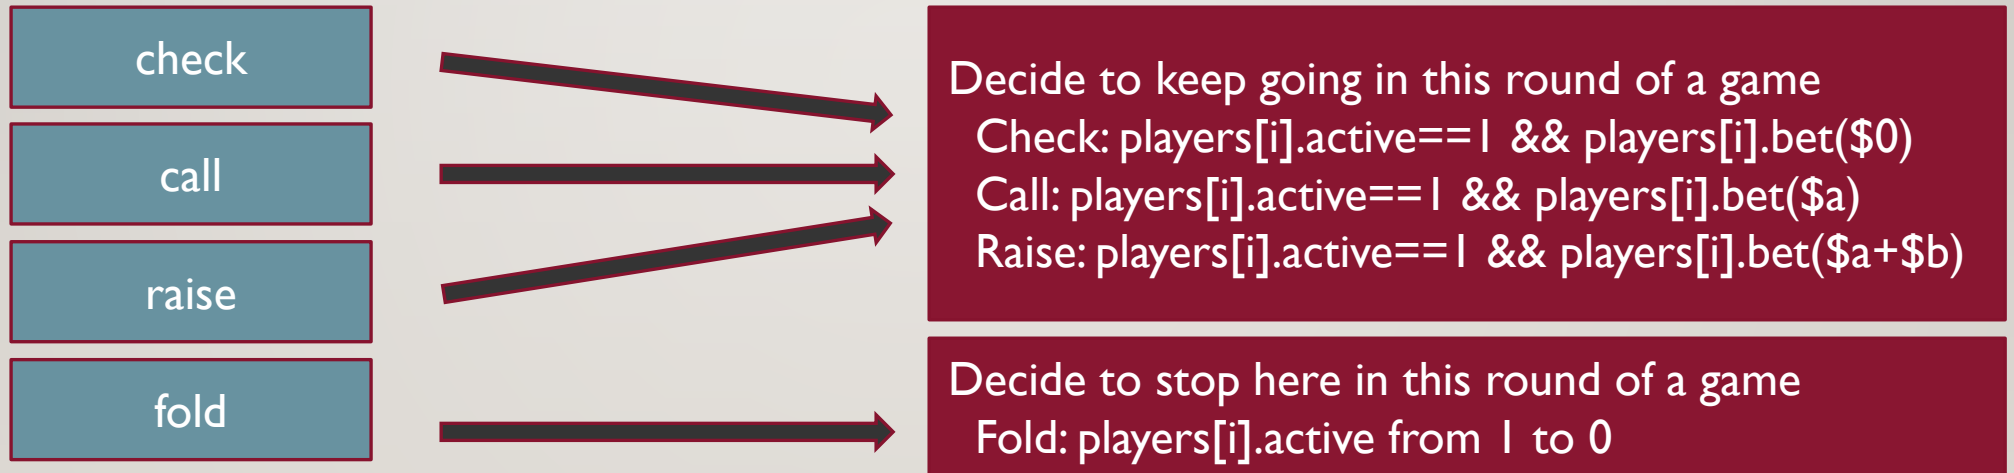 check
call
raise
fold
Decide to keep going in this round of a game
Check: players[i].active==1 && players[i].bet($0)
Call: players[i].active==1 && players[i].bet($a)
Raise: players[i].active==1 && players[i].bet($a+$b)
Decide to stop here in this round of a game
Fold: players[i].active from 1 to 0